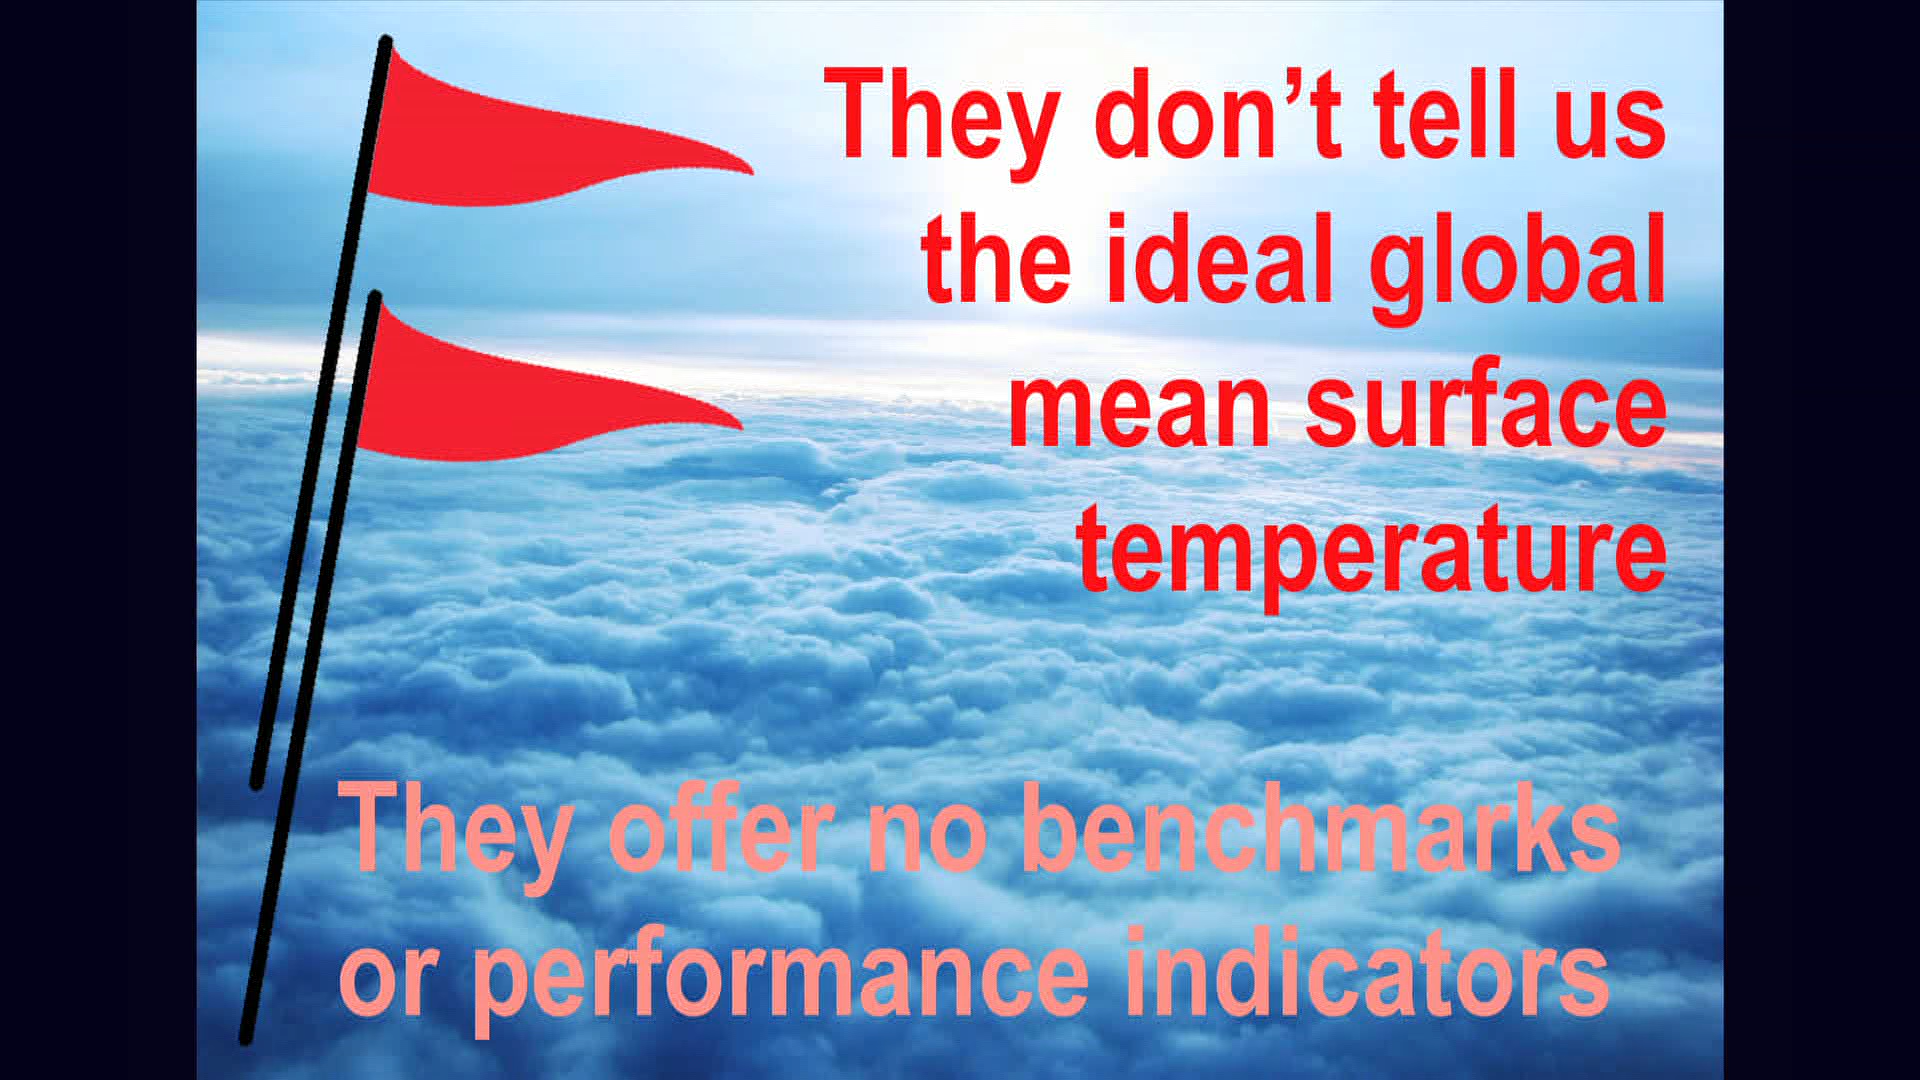 They don’t tell us
the ideal global
mean surface
temperature
They offer no benchmarks
or performance indicators